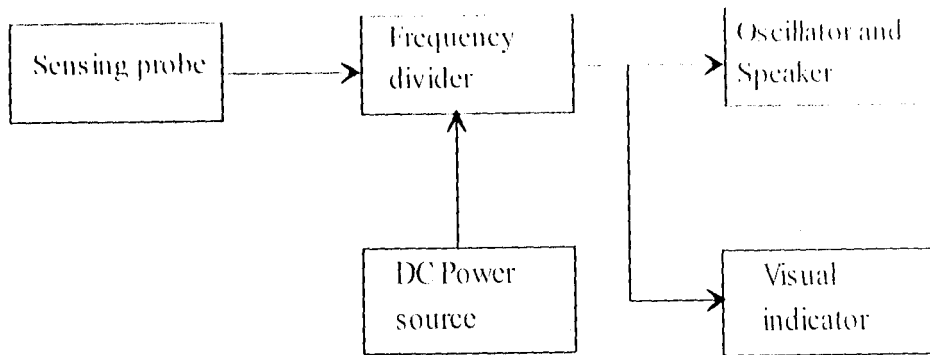 Sensing probe
Frequency
divider
Oscillator and
Speaker
DC Power
source
Visual
indicator